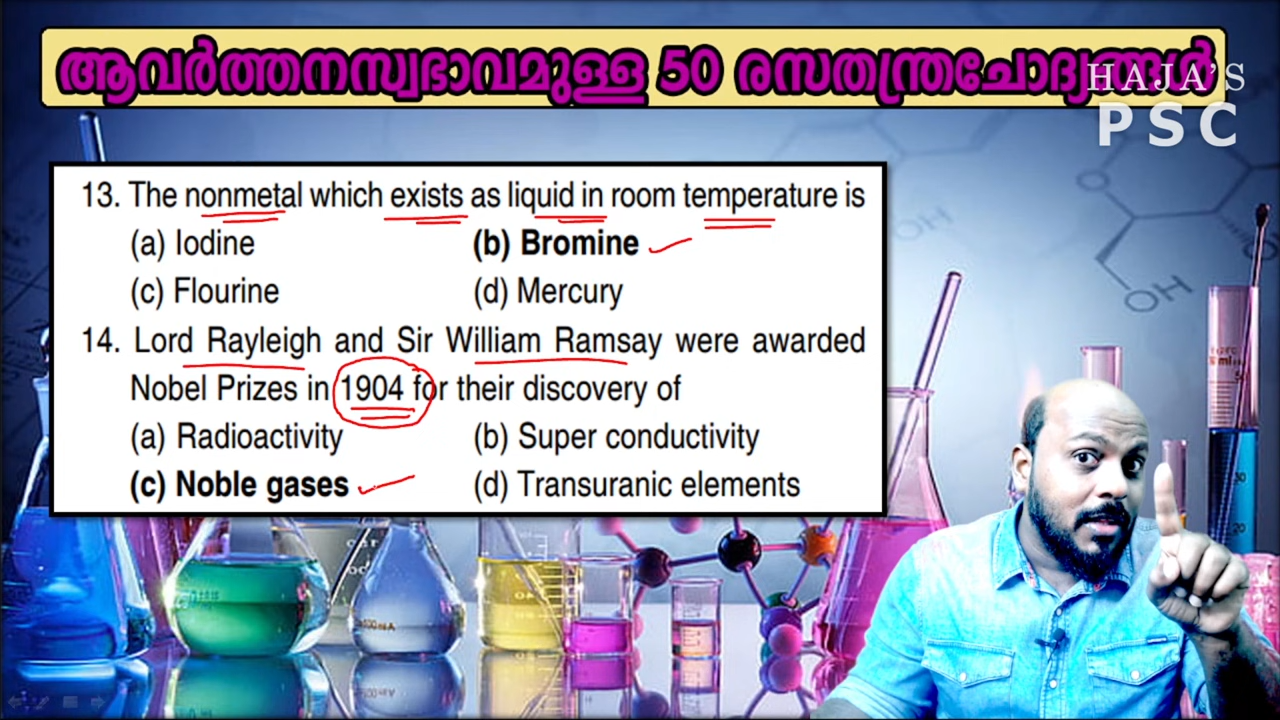 ആവർത്തനസ്വഭാവമുള്ള 50 രസതന്ത്രചോദ്യങ്ങൾ
HAJA'S
PSC
13. The nonmetal which exists as liquid in room temperature is
(a) Iodine (b) Bromine
(c) Flourine (d) Mercury
14. Lord Rayleigh and Sir William Ramsay were awarded
Nobel Prizes in 1904 for their discovery of
(a) Radioactivity (b) Super conductivity
(c) Noble gases (d) Transuranic elements
OH
OH